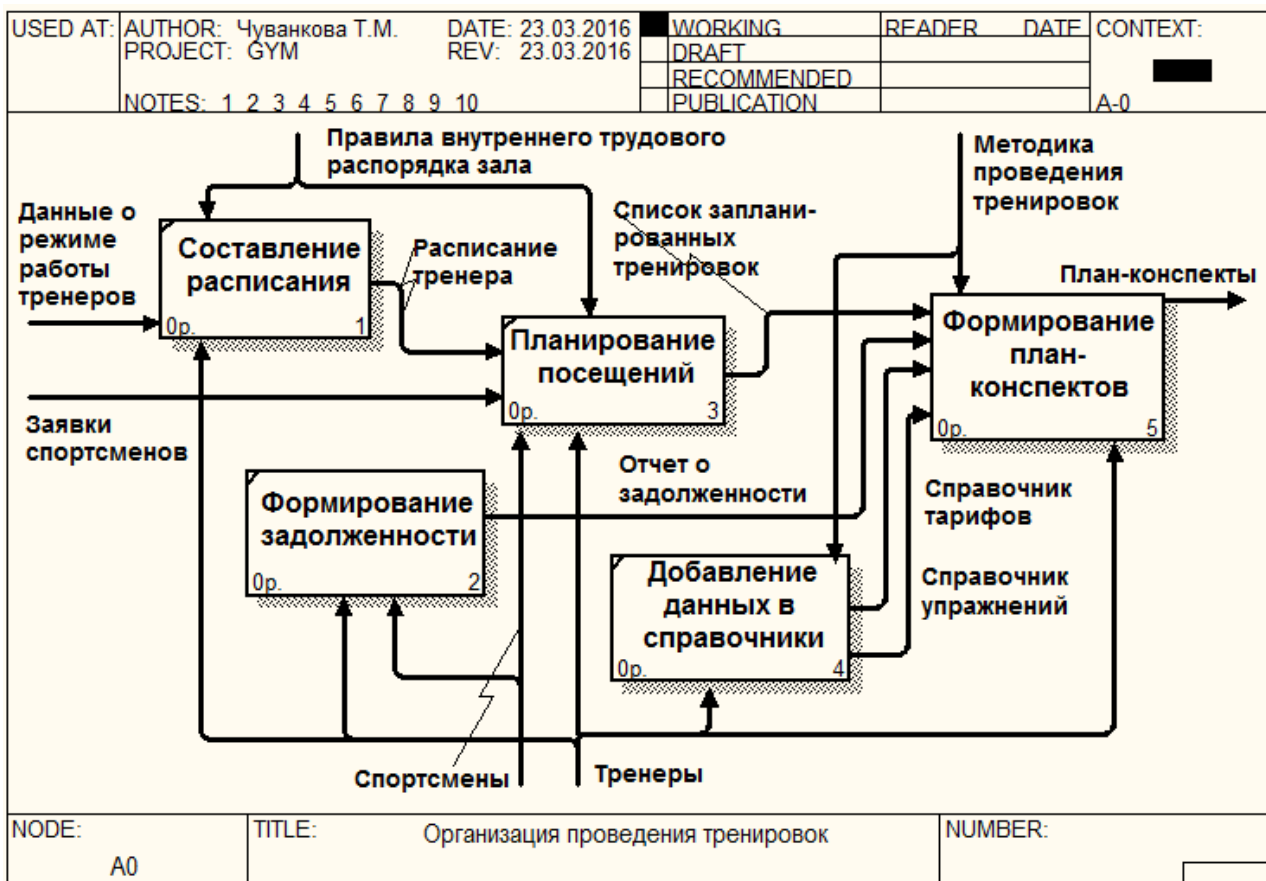 USED AT:
AUTHOR: Чуванкова Т.М.
DATE: 23.03.2016
PROJECT: GYM
REV: 23.03.2016
NOTES: 1 2 3 4 5 6 7 8 9 10
WORKING
DRAFT
RECOMMENDED
PUBLICATION
READER
DATE
CONTEXT:
A-0
Правила внутреннего трудового
распорядка зала
Методика
проведения
тренировок
Данные о
режиме
работы
тренеров
Составление
расписания
0р.
1
Расписание
тренера
Список заплани-
рованных
тренировок
План-конспекты
Планирование
посещений
0р.
3
Формирование
план-
конспектов
0р.
5
Заявки
спортсменов
Формирование
задолженности
0р.
2
Отчет о
задолженности
Справочник
тарифов
Добавление
данных в
справочники
0р.
4
Справочник
упражнений
Спортсмены
Тренеры
NODE:
A0
TITLE:
Организация проведения тренировок
NUMBER: